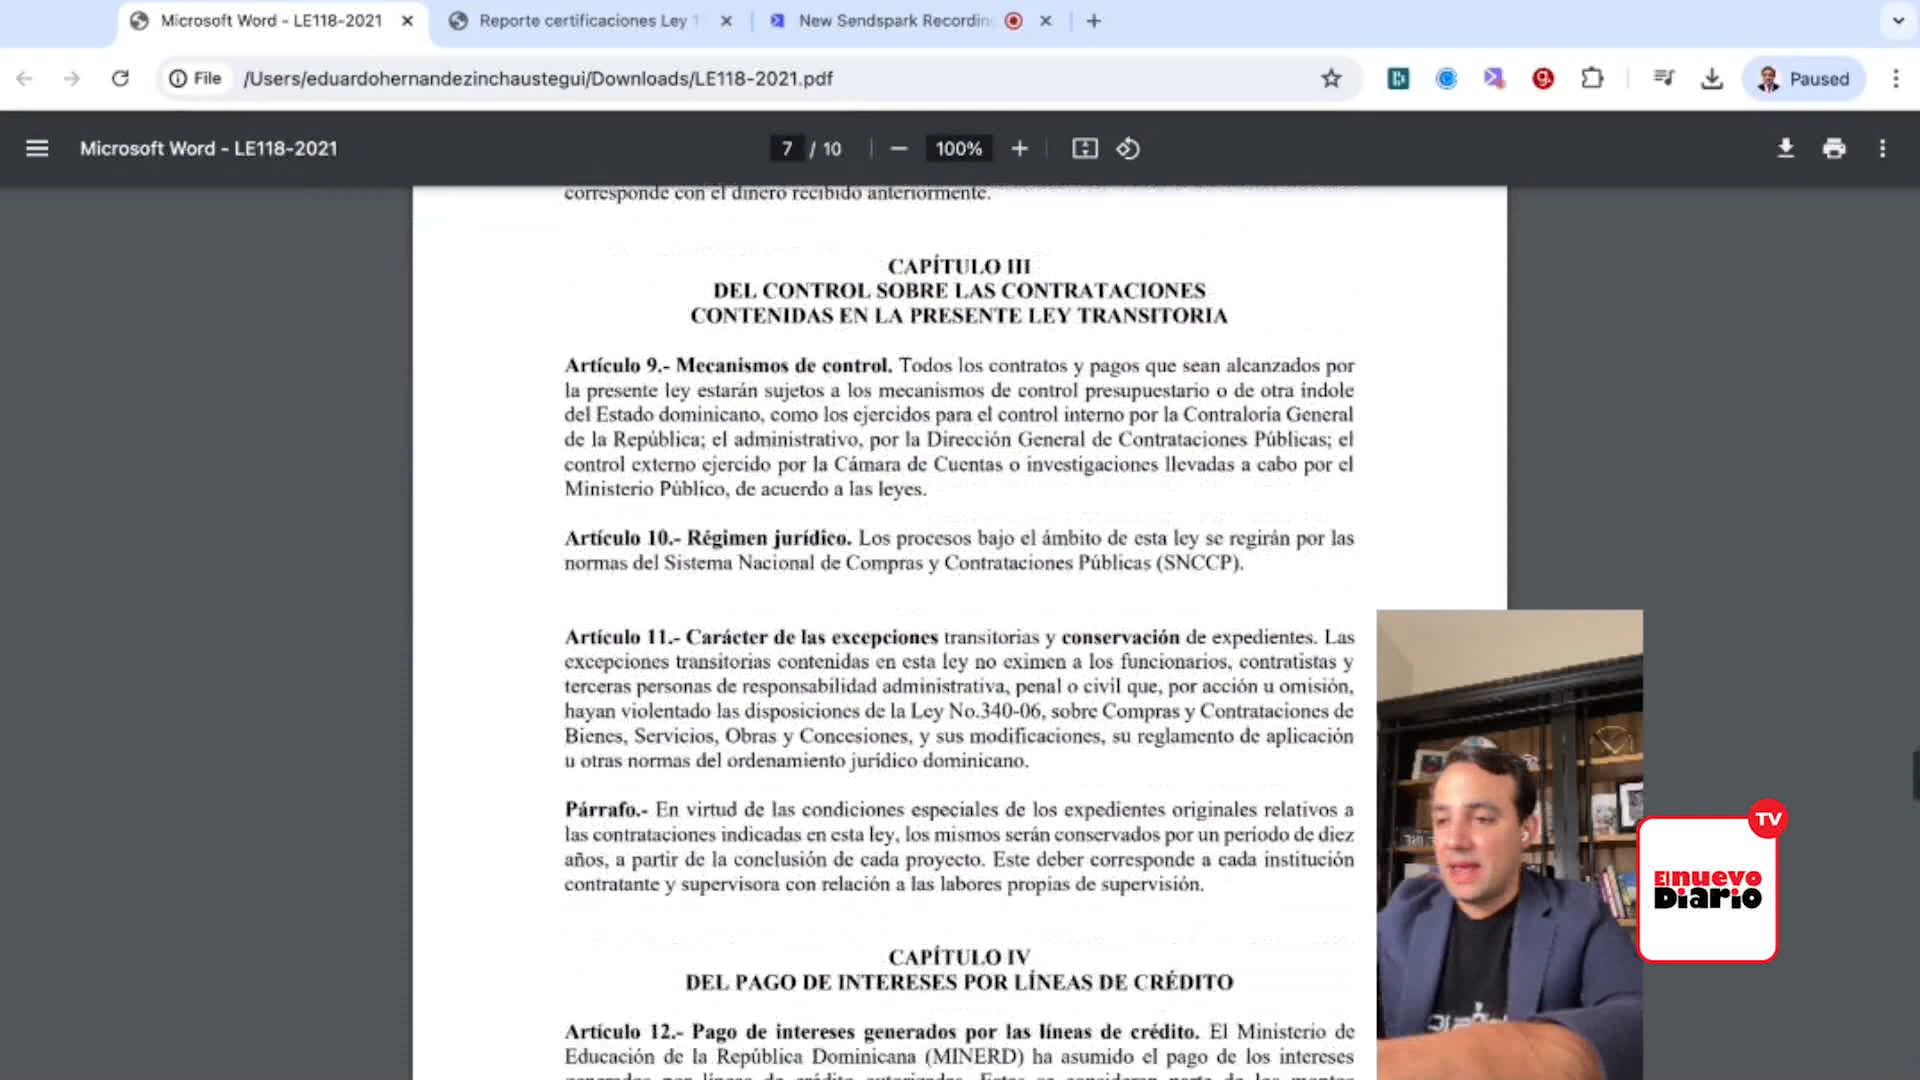 Microsoft Word - LE118-2021
Reporte certificaciones Ley 1
New Sendspark Recordin
File
/Users/eduardohernandezinchaustegui/Downloads/LE118-2021.pdf
Paused
Microsoft Word - LE118-2021
7 / 10
100%
corresponde con el dinero recibido anteriormente.
CAPÍTULO III
DEL CONTROL SOBRE LAS CONTRATACIONES
CONTENIDAS EN LA PRESENTE LEY TRANSITORIA
Artículo 9.- Mecanismos de control. Todos los contratos y pagos que sean alcanzados por
la presente ley estarán sujetos a los mecanismos de control presupuestario o de otra índole
del Estado dominicano, como los ejercidos para el control interno por la Contraloría General
de la República; el administrativo, por la Dirección General de Contrataciones Públicas; el
control externo ejercido por la Cámara de Cuentas o investigaciones llevadas a cabo por el
Ministerio Público, de acuerdo a las leyes.
Artículo 10.- Régimen jurídico. Los procesos bajo el ámbito de esta ley se regirán por las
normas del Sistema Nacional de Compras y Contrataciones Públicas (SNCCP).
Artículo 11.- Carácter de las excepciones transitorias y conservación de expedientes. Las
excepciones transitorias contenidas en esta ley no eximen a los funcionarios, contratistas y
terceras personas de responsabilidad administrativa, penal o civil que, por acción u omisión,
hayan violentado las disposiciones de la Ley No.340-06, sobre Compras y Contrataciones de
Bienes, Servicios, Obras y Concesiones, y sus modificaciones, su reglamento de aplicación
u otras normas del ordenamiento jurídico dominicano.
Párrafo.- En virtud de las condiciones especiales de los expedientes originales relativos a
las contrataciones indicadas en esta ley, los mismos serán conservados por un período de diez
años, a partir de la conclusión de cada proyecto. Este deber corresponde a cada institución
contratante y supervisora con relación a las labores propias de supervisión.
CAPÍTULO IV
DEL PAGO DE INTERESES POR LÍNEAS DE CRÉDITO
Artículo 12.- Pago de intereses generados por las líneas de crédito. El Ministerio de
Educación de la República Dominicana (MINERD) ha asumido el pago de los intereses
TV
El nuevo
Diario